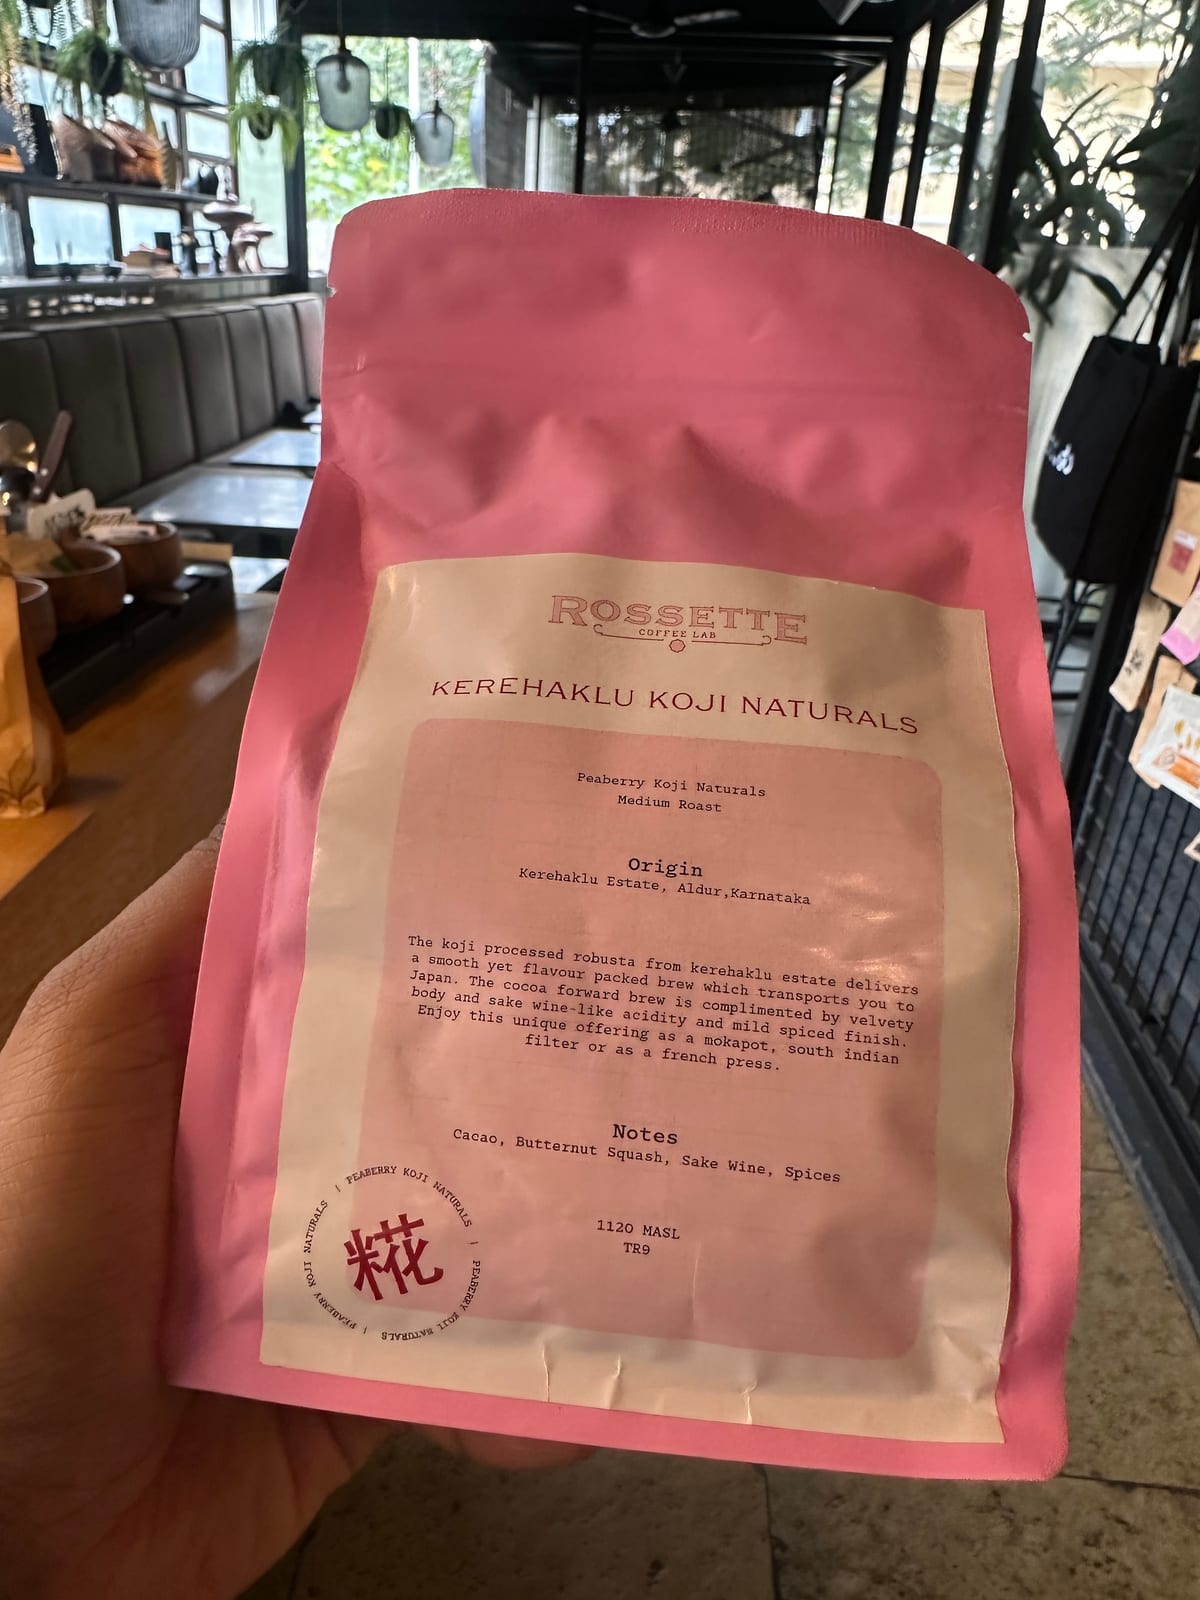 ROSSETTE
COFFEE LAB
KEREHAKLU KOJI NATURALS
Peaberry Koji Naturals
Medium Roast
Origin
Kerehaklu Estate, Aldur,Karnataka
The koji processed robusta from kerehaklu estate delivers
a smooth yet flavour packed brew which transports you to
Japan. The cocoa forward brew is complimented by velvety
body and sake wine-like acidity and mild spiced finish.
Enjoy this unique offering as a mokapot, south indian
filter or as a french press.
Notes
Cacao, Butternut Squash, Sake Wine, Spices
1120 MASL
TR9
PEABERRY KOJI NATURALS | PEABERRY KOJI NATURALS | PEABERRY KOJI NATURALS |
糀